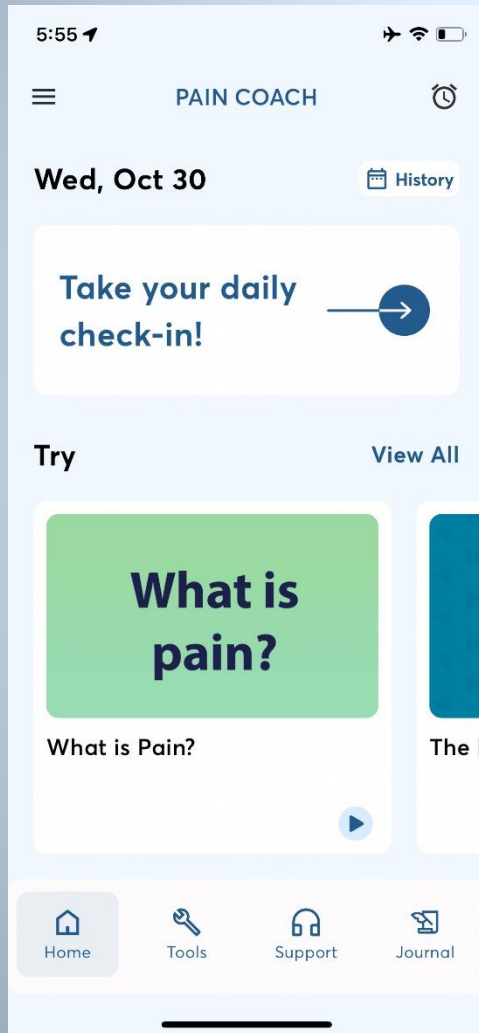 5:55
PAIN COACH
Wed, Oct 30
History
Take your daily
check-in!
Try
View All
What is
pain?
What is Pain?
The
Home
Tools
Support
Journal